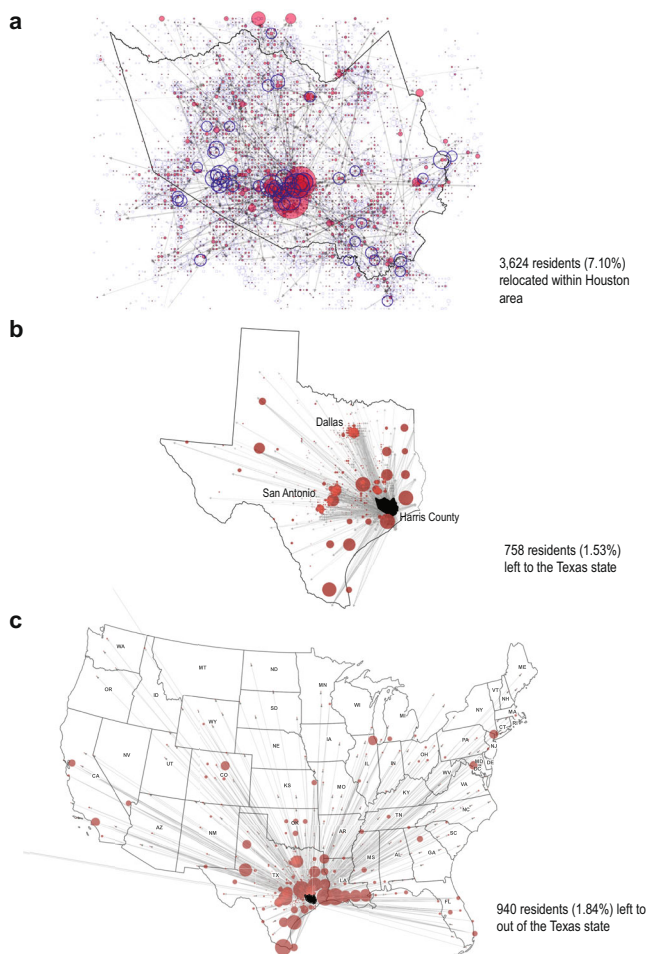 a
3,624 residents (7.10%)
relocated within Houston
area
b
Dallas
San Antonio
Harris County
758 residents (1.53%)
left to the Texas state
c
WA
MT
ND
MN
ME
OR
ID
SD
WI
MI
VT
NH
NY
MA
CT
RI
WY
IA
PA
NJ
NE
NV
UT
CO
IL
IN
OH
MD
DE
DC
WV
VA
CA
KS
MO
KY
NC
TN
AZ
NM
OK
AR
SC
MS
AL
GA
TX
LA
FL
940 residents (1.84%) left to
out of the Texas state